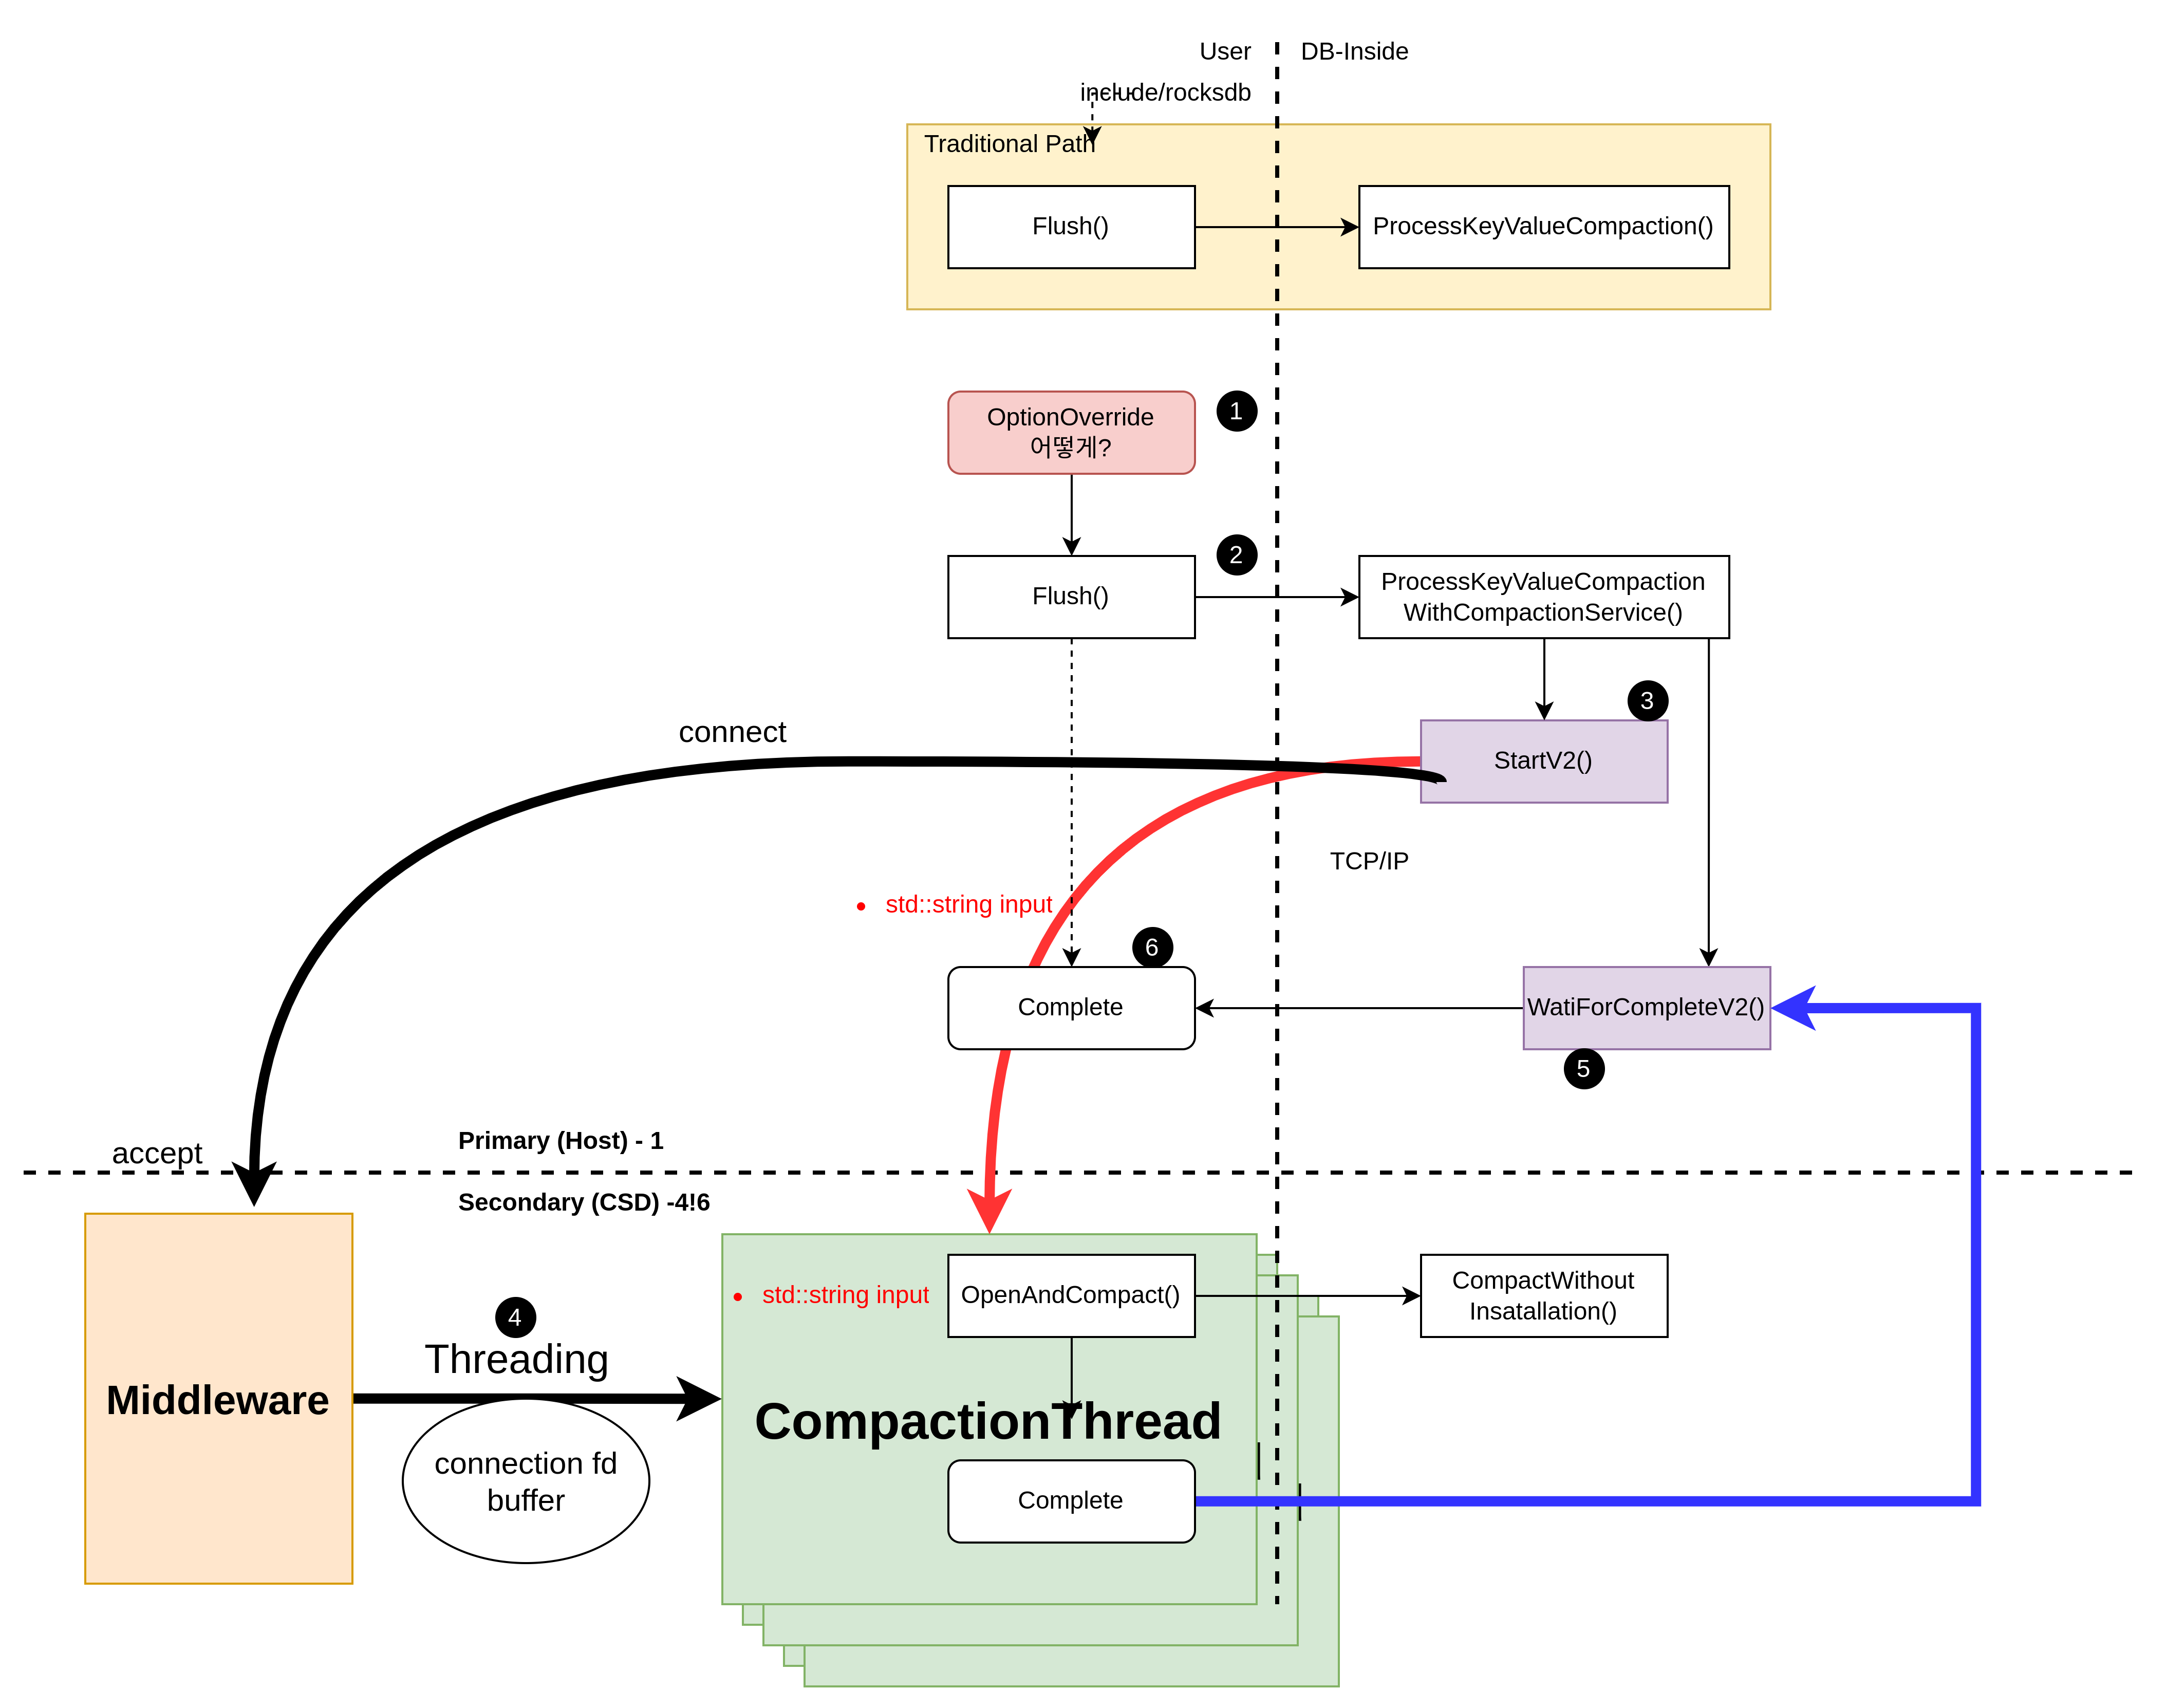 User
DB-Inside
include/rocksdb
Traditional Path
Flush()
ProcessKeyValueCompaction()
OptionOverride
어떻게?
1
Flush()
2
ProcessKeyValueCompaction
WithCompactionService()
3
connect
StartV2()
TCP/IP
std::string input
6
Complete
WatiForCompleteV2()
5
Primary (Host) - 1
accept
Secondary (CSD) -4!6
std::string input
OpenAndCompact()
CompactWithout
Insatallation()
4
Threading
Middleware
CompactionThread
connection fd
buffer
Complete